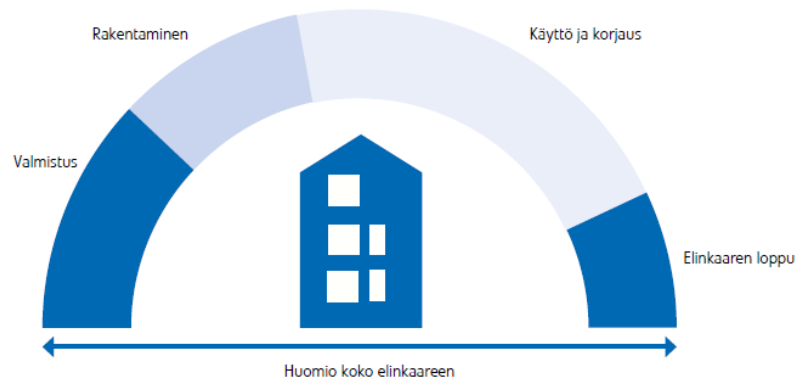 Rakentaminen
Käyttö ja korjaus
Valmistus
Elinkaaren loppu
Huomio koko elinkaareen